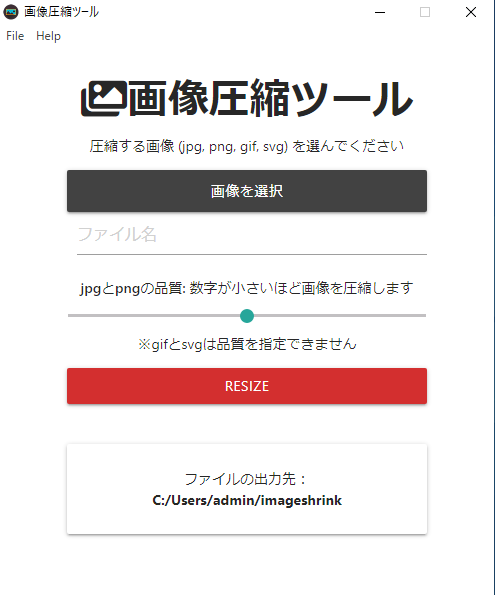 画像圧縮ツール
File Help
画像圧縮ツール
圧縮する画像 (jpg, png, gif, svg) を選んでください
画像を選択
ファイル名
jpgとpngの品質: 数字が小さいほど画像を圧縮します
※gifとsvgは品質を指定できません
RESIZE
ファイルの出力先：
C:/Users/admin/imageshrink